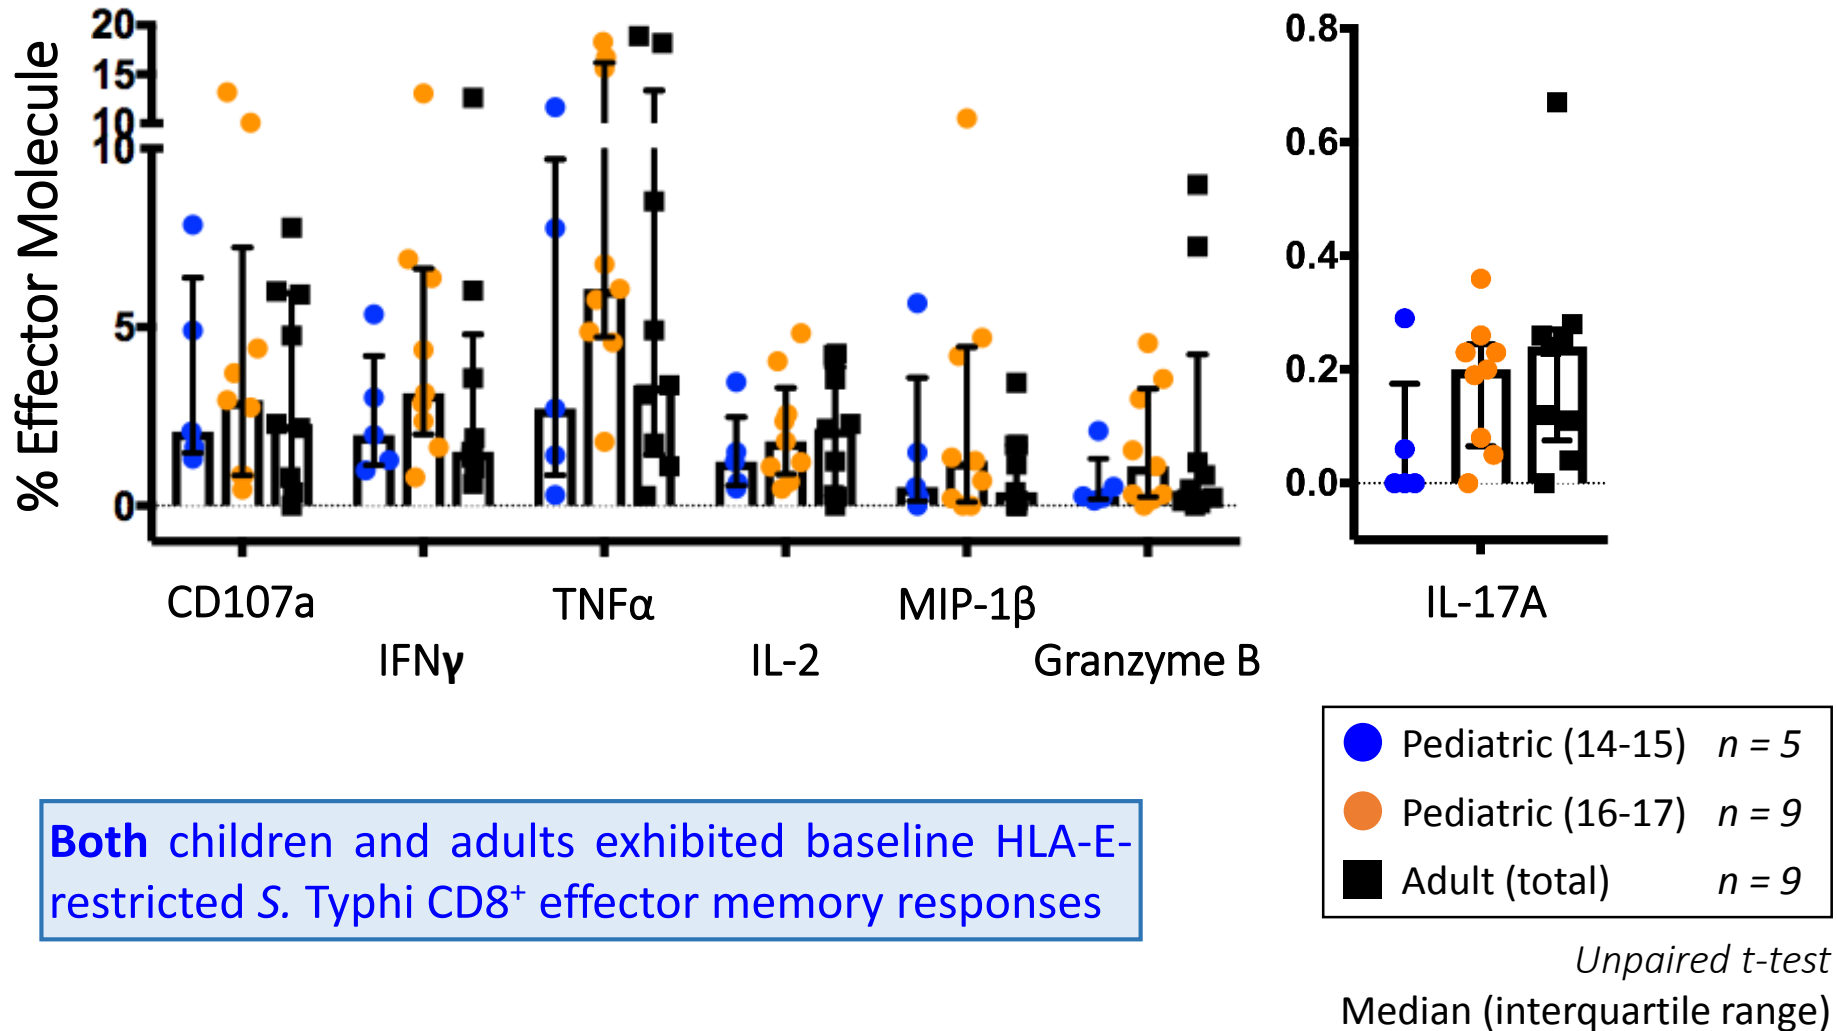 % Effector Molecule
20
15
10
10
5
0
0.8
0.6
0.4
0.2
0.0
CD107a
IFNγ
TNFα
IL-2
MIP-1β
Granzyme B
IL-17A
Pediatric (14-15) n = 5
Pediatric (16-17) n = 9
Adult (total) n = 9
Both children and adults exhibited baseline HLA-E-
restricted S. Typhi CD8⁺ effector memory responses
Unpaired t-test
Median (interquartile range)